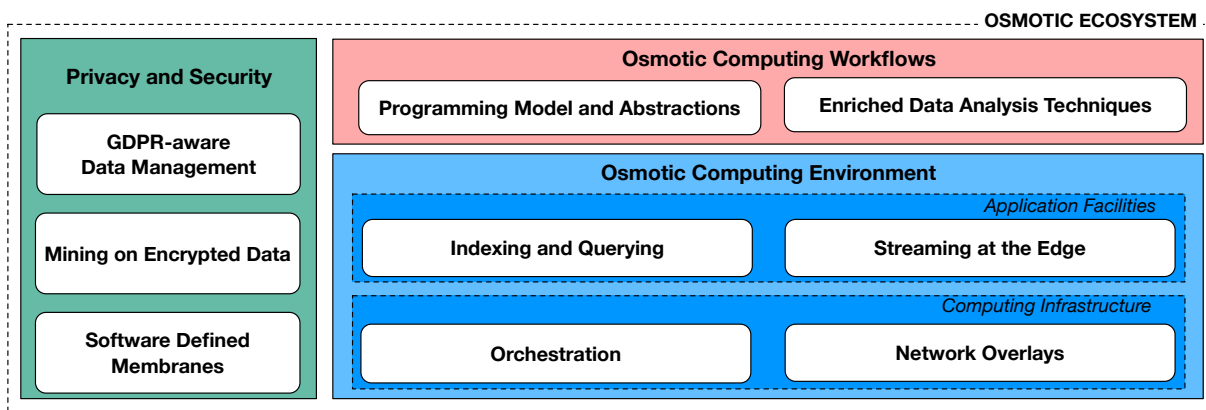 OSMOTIC ECOSYSTEM
Privacy and Security
GDPR-aware
Data Management
Mining on Encrypted Data
Software Defined
Membranes
Osmotic Computing Workflows
Programming Model and Abstractions
Enriched Data Analysis Techniques
Osmotic Computing Environment
Application Facilities
Indexing and Querying
Streaming at the Edge
Computing Infrastructure
Orchestration
Network Overlays